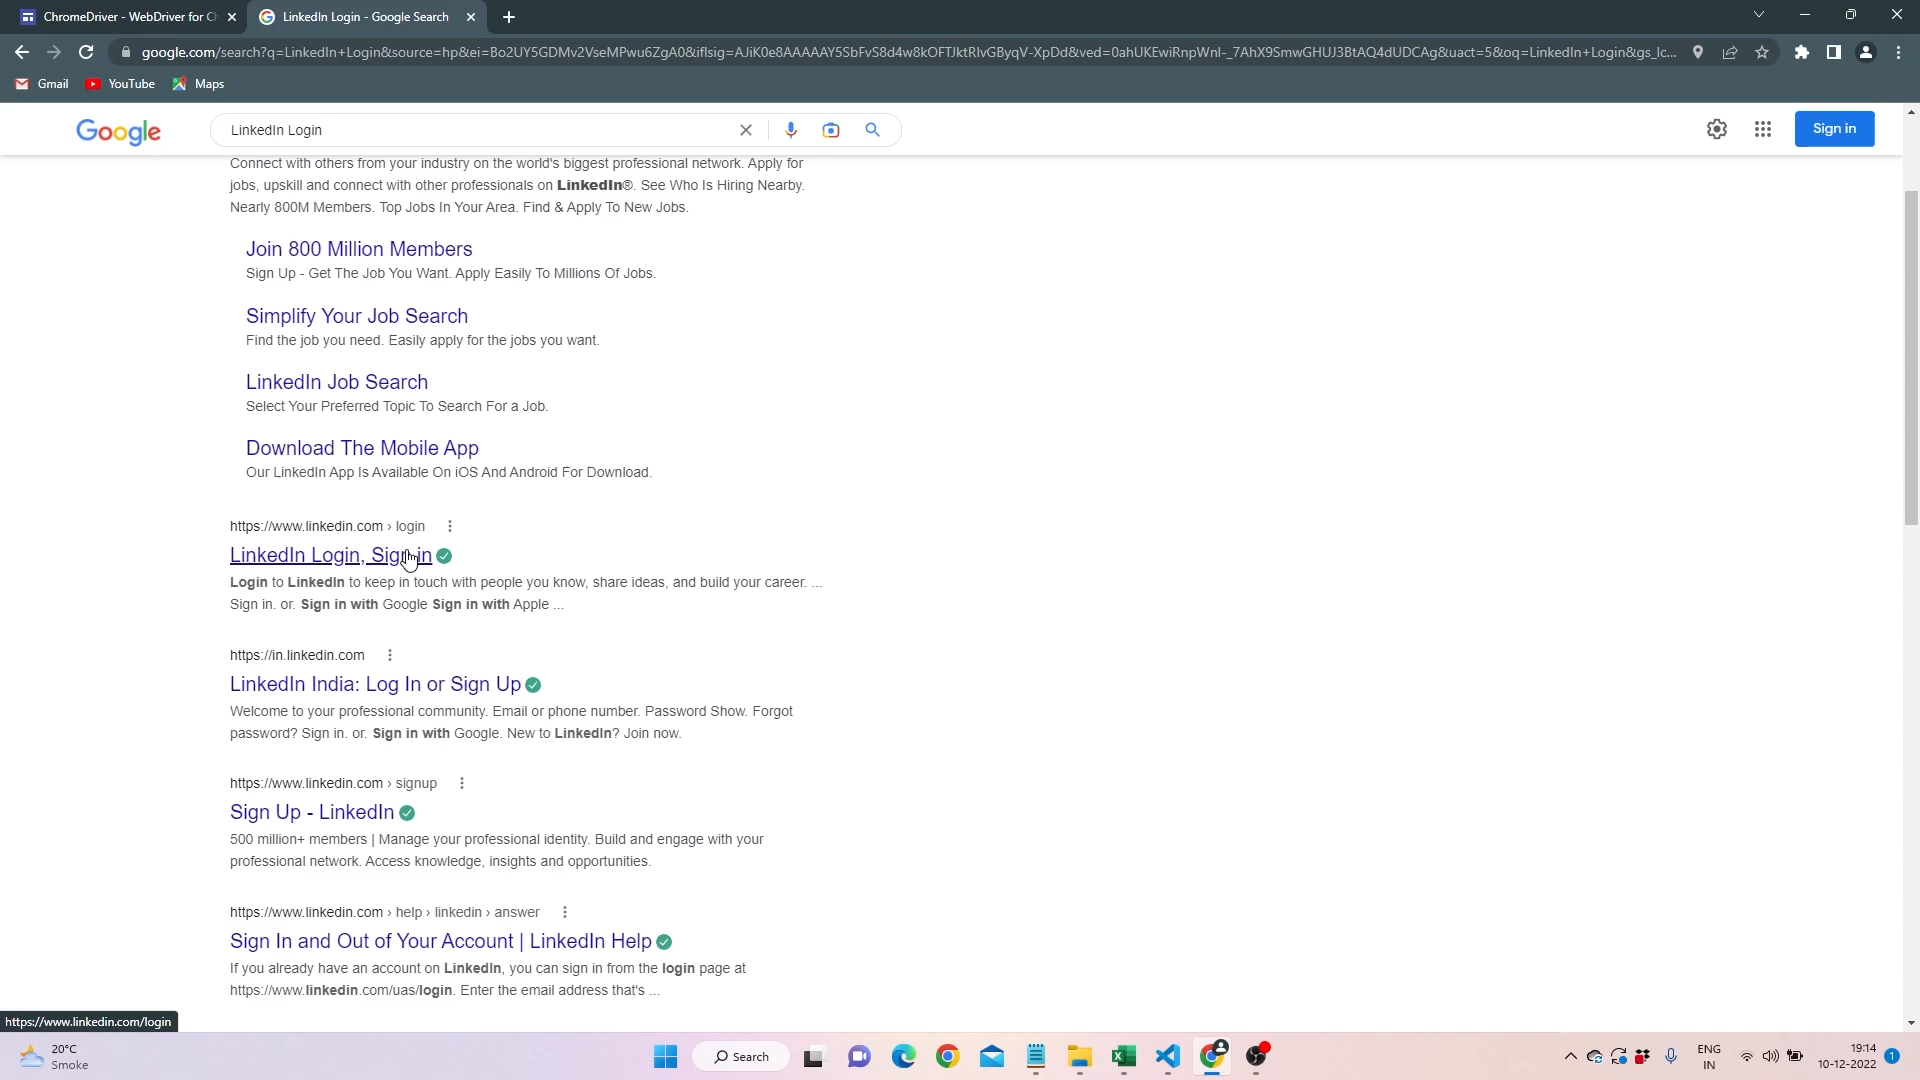 ChromeDriver - WebDriver for Ch
LinkedIn Login - Google Search
google.com/search?q=LinkedIn+Login&source=hp&ei=Bo2UY5GDMv2VseMPwu6ZgA0&iflsig=AJiK0e8AAAAAY5SbFvS8d4w8kOFTJktRIvGByqV-XpDd&ved=0ahUKEwiRnpWnl-_7AhX9SmwGHUJ3BtAQ4dUDCAg&uact=5&oq=LinkedIn+Login&gs_lc...
Gmail
YouTube
Maps
Google
LinkedIn Login
Sign in
Connect with others from your industry on the world's biggest professional network. Apply for
jobs, upskill and connect with other professionals on LinkedIn®. See Who Is Hiring Nearby.
Nearly 800M Members. Top Jobs In Your Area. Find & Apply To New Jobs.
Join 800 Million Members
Sign Up - Get The Job You Want. Apply Easily To Millions Of Jobs.
Simplify Your Job Search
Find the job you need. Easily apply for the jobs you want.
LinkedIn Job Search
Select Your Preferred Topic To Search For a Job.
Download The Mobile App
Our LinkedIn App Is Available On iOS And Android For Download.
https://www.linkedin.com › login
LinkedIn Login, Sign in
Login to LinkedIn to keep in touch with people you know, share ideas, and build your career. ...
Sign in. or. Sign in with Google Sign in with Apple ...
https://in.linkedin.com
LinkedIn India: Log In or Sign Up
Welcome to your professional community. Email or phone number. Password Show. Forgot
password? Sign in. or. Sign in with Google. New to LinkedIn? Join now.
https://www.linkedin.com › signup
Sign Up - LinkedIn
500 million+ members | Manage your professional identity. Build and engage with your
professional network. Access knowledge, insights and opportunities.
https://www.linkedin.com › help › linkedin › answer
Sign In and Out of Your Account | LinkedIn Help
If you already have an account on LinkedIn, you can sign in from the login page at
https://www.linkedin.com/uas/login. Enter the email address that's ...
https://www.linkedin.com/login
20°C
Smoke
Search
ENG
IN
19:14
10-12-2022
1